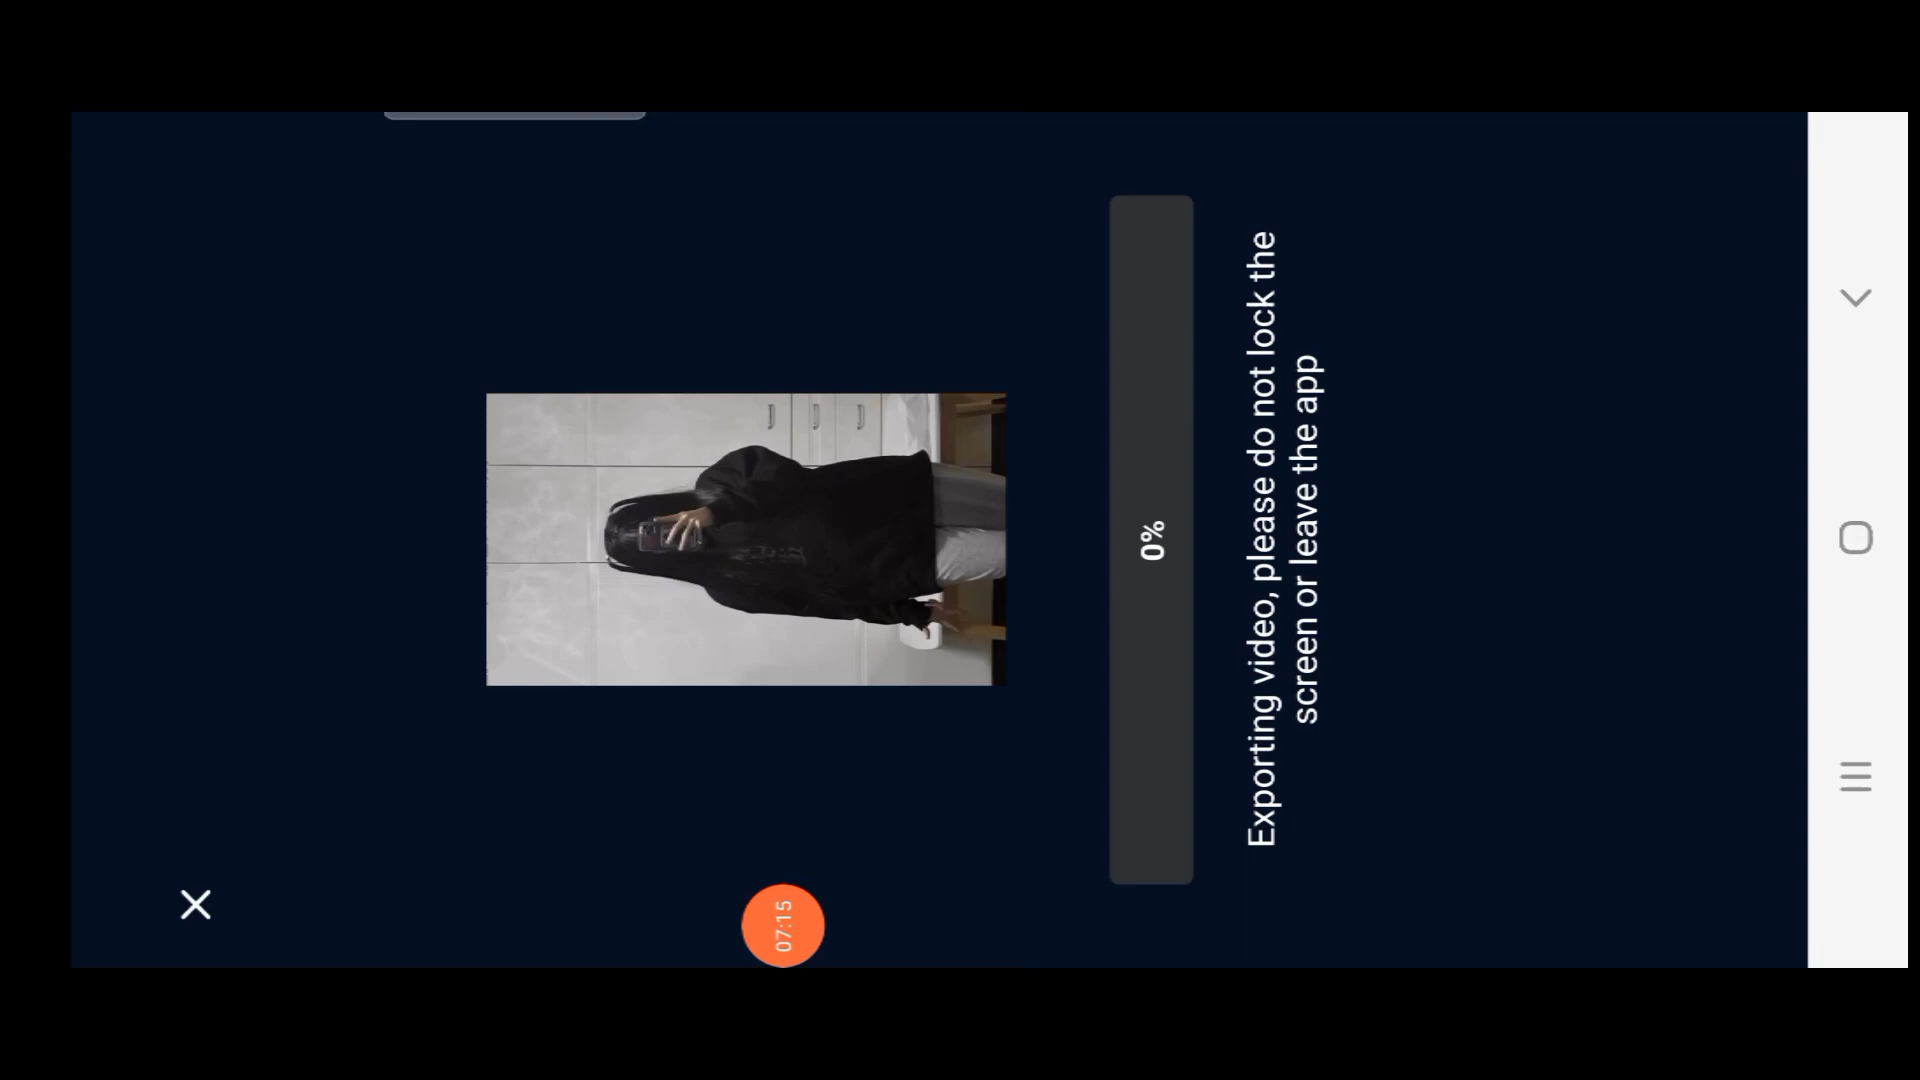 07:15
0%
Exporting video, please do not lock the
screen or leave the app